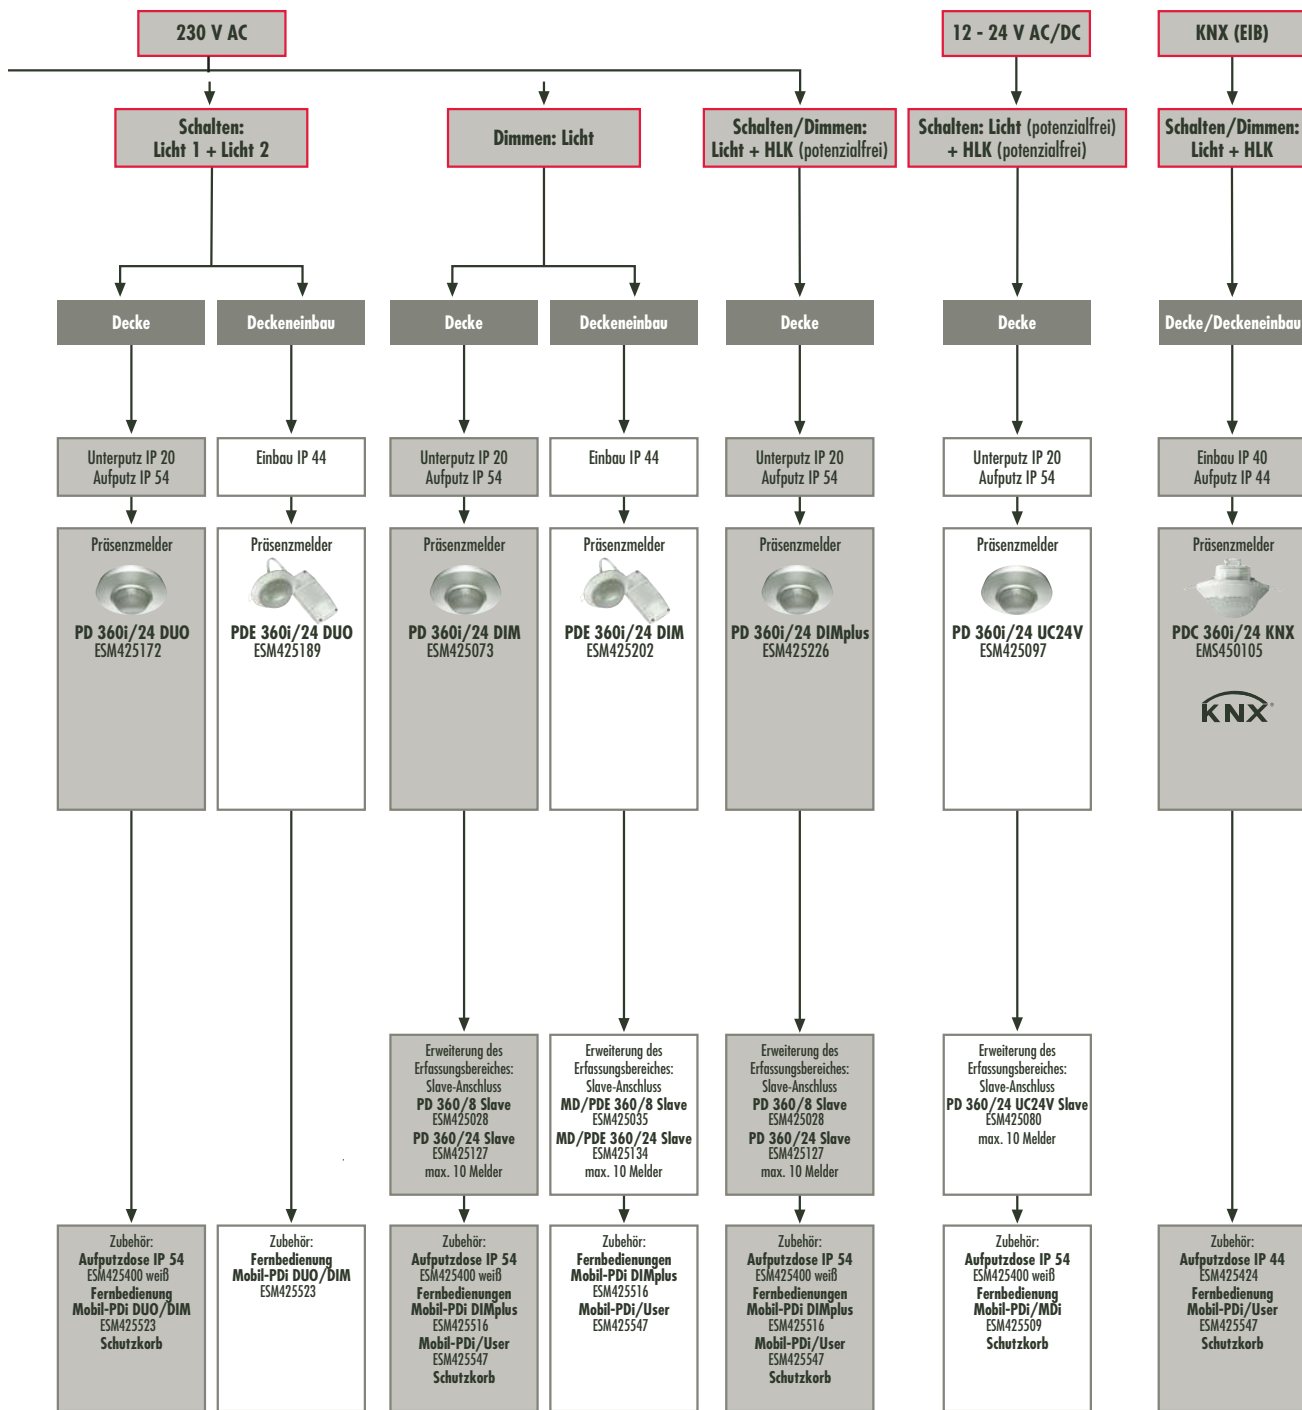 230 V AC
12 - 24 V AC/DC
KNX (EIB)
Schalten:
Licht 1 + Licht 2
Dimmen: Licht
Schalten/Dimmen:
Licht + HLK (potenzialfrei)
Schalten: Licht (potenzialfrei)
+ HLK (potenzialfrei)
Schalten/Dimmen:
Licht + HLK
Decke
Deckeneinbau
Decke
Deckeneinbau
Decke
Decke
Decke/Deckeneinbau
Unterputz IP 20
Aufputz IP 54
Einbau IP 44
Unterputz IP 20
Aufputz IP 54
Einbau IP 44
Unterputz IP 20
Aufputz IP 54
Unterputz IP 20
Aufputz IP 54
Einbau IP 40
Aufputz IP 44
Präsenzmelder
PD 360i/24 DUO
ESM425172
Präsenzmelder
PDE 360i/24 DUO
ESM425189
Präsenzmelder
PD 360i/24 DIM
ESM425073
Präsenzmelder
PDE 360i/24 DIM
ESM425202
Präsenzmelder
PD 360i/24 DIMplus
ESM425226
Präsenzmelder
PD 360i/24 UC24V
ESM425097
Präsenzmelder
PDC 360i/24 KNX
EMS450105
KNX®
Erweiterung des
Erfassungsbereiches:
Slave-Anschluss
PD 360/8 Slave
ESM425028
PD 360/24 Slave
ESM425127
max. 10 Melder
Erweiterung des
Erfassungsbereiches:
Slave-Anschluss
MD/PDE 360/8 Slave
ESM425035
MD/PDE 360/24 Slave
ESM425134
max. 10 Melder
Erweiterung des
Erfassungsbereiches:
Slave-Anschluss
PD 360/8 Slave
ESM425028
PD 360/24 Slave
ESM425127
max. 10 Melder
Erweiterung des
Erfassungsbereiches:
Slave-Anschluss
PD 360/24 UC24V Slave
ESM425080
max. 10 Melder
Zubehör:
Aufputzdose IP 54
ESM425400 weiß
Fernbedienung
Mobil-PDi DUO/DIM
ESM425523
Schutzkorb
Zubehör:
Fernbedienung
Mobil-PDi DUO/DIM
ESM425523
Zubehör:
Aufputzdose IP 54
ESM425400 weiß
Fernbedienungen
Mobil-PDi DIMplus
ESM425516
Mobil-PDi/User
ESM425547
Schutzkorb
Zubehör:
Fernbedienungen
Mobil-PDi DIMplus
ESM425516
Mobil-PDi/User
ESM425547
Zubehör:
Aufputzdose IP 54
ESM425400 weiß
Fernbedienungen
Mobil-PDi DIMplus
ESM425516
Mobil-PDi/User
ESM425547
Schutzkorb
Zubehör:
Aufputzdose IP 54
ESM425400 weiß
Fernbedienung
Mobil-PDi/MDi
ESM425509
Schutzkorb
Zubehör:
Aufputzdose IP 44
ESM425424
Fernbedienung
Mobil-PDi/User
ESM425547
Schutzkorb